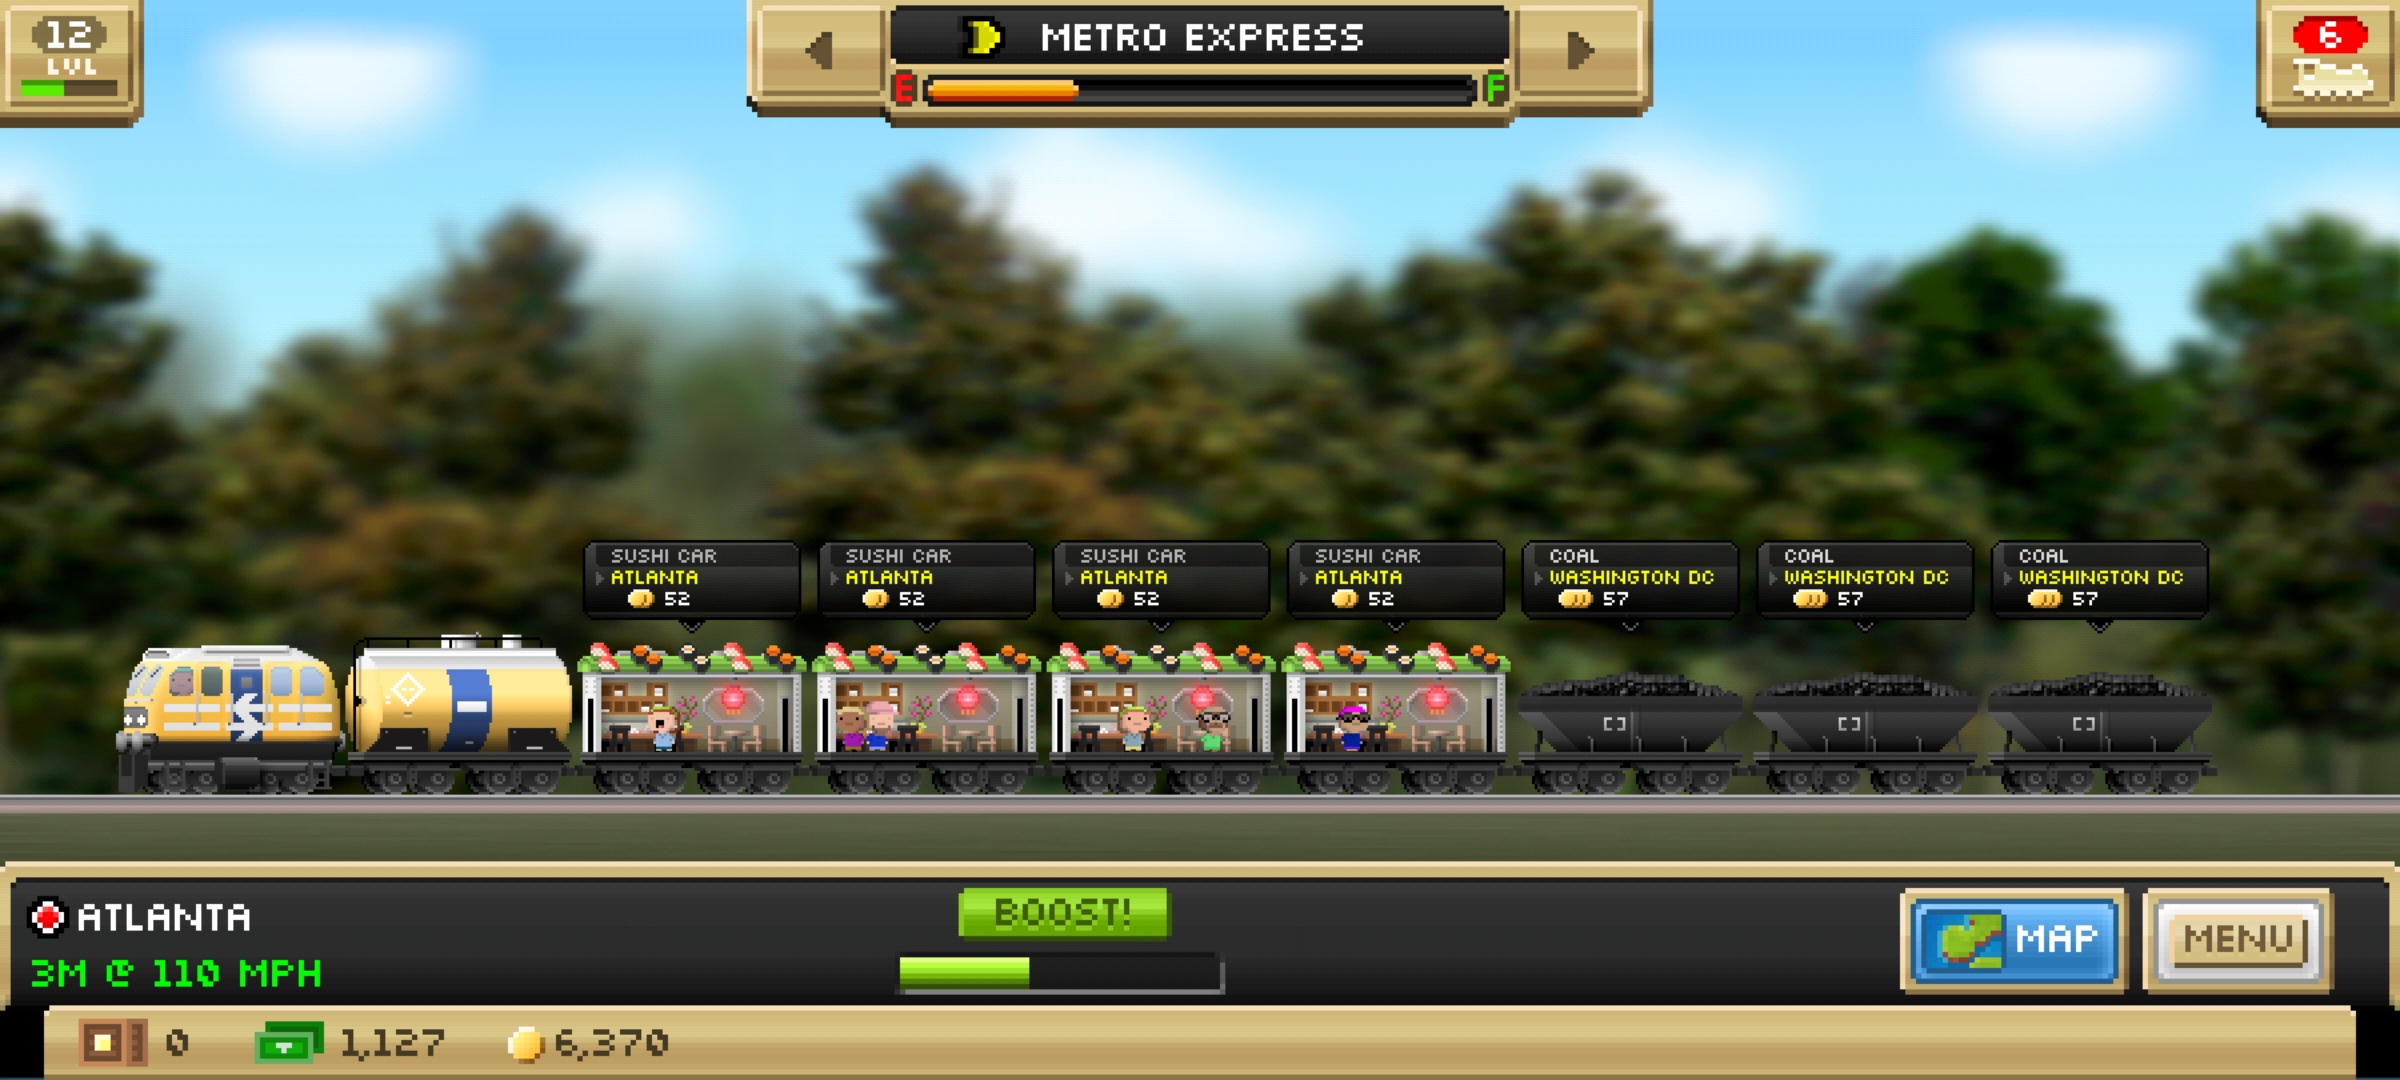 12
LVL
METRO EXPRESS
E F
6
SUSHI CAR
ATLANTA
52
SUSHI CAR
ATLANTA
52
SUSHI CAR
ATLANTA
52
SUSHI CAR
ATLANTA
52
COAL
WASHINGTON DC
57
COAL
WASHINGTON DC
57
COAL
WASHINGTON DC
57
ATLANTA
3M @ 110 MPH
BOOST!
MAP
MENU
0 1,127 6,370